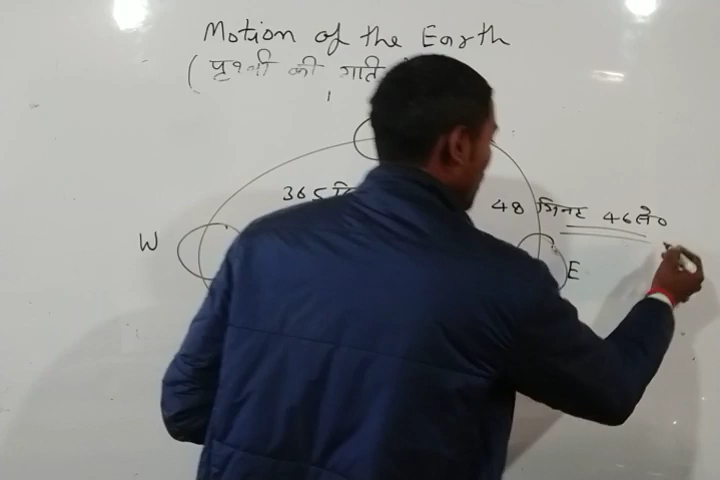 Motion of the Earth
( पृथ्वी की गति
365
48 मिनट 46 से०
W
E